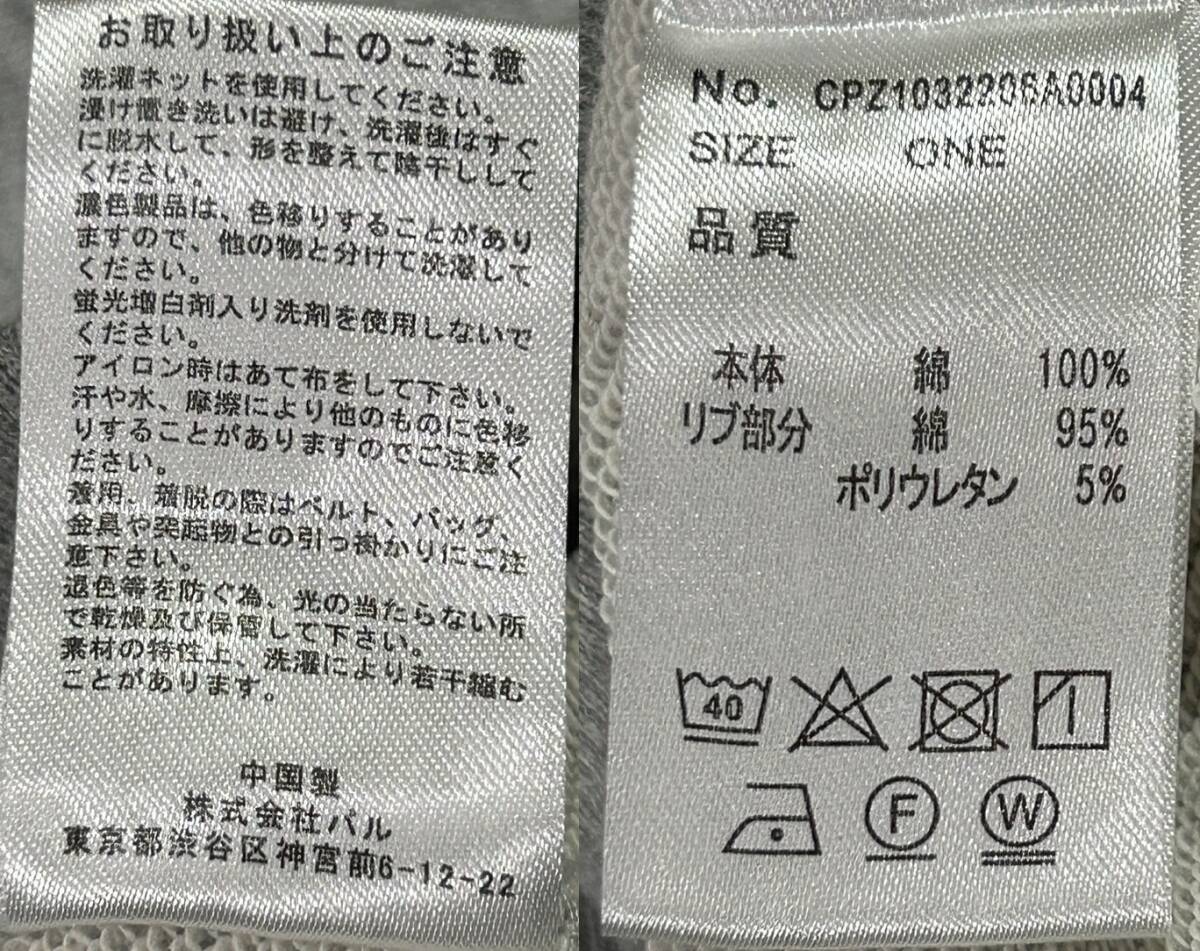 お取り扱い上のご注意
洗濯ネットを使用してください。
浸け置き洗いは避け、洗濯後はすぐ
に脱水して、形を整えて陰干しして
ください。
濃色製品は、色移りすることがあり
ますので、他の物と分けて洗濯して
ください。
蛍光増白剤入り洗剤を使用しないで
ください。
アイロン時はあて布をして下さい。
汗や水、摩擦により他のものに色移
りすることがありますのでご注意く
ださい。
着用、着脱の際はベルト、バッグ、
金具や突起物との引っ掛かりにご注
意下さい。
退色等を防ぐ為、光の当たらない所
で乾燥及び保管して下さい。
素材の特性上、洗濯により若干縮む
ことがあります。
中国製
株式会社パル
東京都渋谷区神宮前6-12-22
No. CPZ1032206A0004
SIZE ONE
品質
本体 綿 100%
リブ部分 綿 95%
ポリウレタン 5%
40
F W